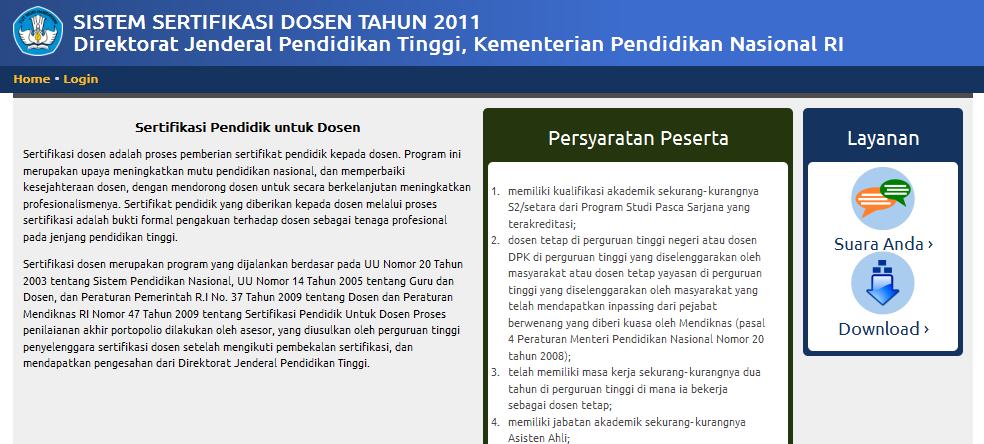 SISTEM SERTIFIKASI DOSEN TAHUN 2011
Direktorat Jenderal Pendidikan Tinggi, Kementerian Pendidikan Nasional RI
Home • Login
Sertifikasi Pendidik untuk Dosen
Sertifikasi dosen adalah proses pemberian sertifikat pendidik kepada dosen. Program ini
merupakan upaya meningkatkan mutu pendidikan nasional, dan memperbaiki
kesejahteraan dosen, dengan mendorong dosen untuk secara berkelanjutan meningkatkan
profesionalismenya. Sertifikat pendidik yang diberikan kepada dosen melalui proses
sertifikasi adalah bukti formal pengakuan terhadap dosen sebagai tenaga profesional
pada jenjang pendidikan tinggi.
Sertifikasi dosen merupakan program yang dijalankan berdasar pada UU Nomor 20 Tahun
2003 tentang Sistem Pendidikan Nasional, UU Nomor 14 Tahun 2005 tentang Guru dan
Dosen, dan Peraturan Pemerintah R.I No. 37 Tahun 2009 tentang Dosen dan Peraturan
Mendiknas RI Nomor 47 Tahun 2009 tentang Sertifikasi Pendidik Untuk Dosen Proses
penilaianan akhir portopolio dilakukan oleh asesor, yang diusulkan oleh perguruan tinggi
penyelenggara sertifikasi dosen setelah mengikuti pembekalan sertifikasi, dan
mendapatkan pengesahan dari Direktorat Jenderal Pendidikan Tinggi.
Persyaratan Peserta
1. memiliki kualifikasi akademik sekurang-kurangnya
S2/setara dari Program Studi Pasca Sarjana yang
terakreditasi;
2. dosen tetap di perguruan tinggi negeri atau dosen
DPK di perguruan tinggi yang diselenggarakan oleh
masyarakat atau dosen tetap yayasan di perguruan
tinggi yang diselenggarakan oleh masyarakat yang
telah mendapatkan inpassing dari pejabat
berwenang yang diberi kuasa oleh Mendiknas (pasal
4 Peraturan Menteri Pendidikan Nasional Nomor 20
tahun 2008);
3. telah memiliki masa kerja sekurang-kurangnya dua
tahun di perguruan tinggi di mana ia bekerja
sebagai dosen tetap;
4. memiliki jabatan akademik sekurang-kurangnya
Asisten Ahli;
Layanan
Suara Anda ›
Download ›